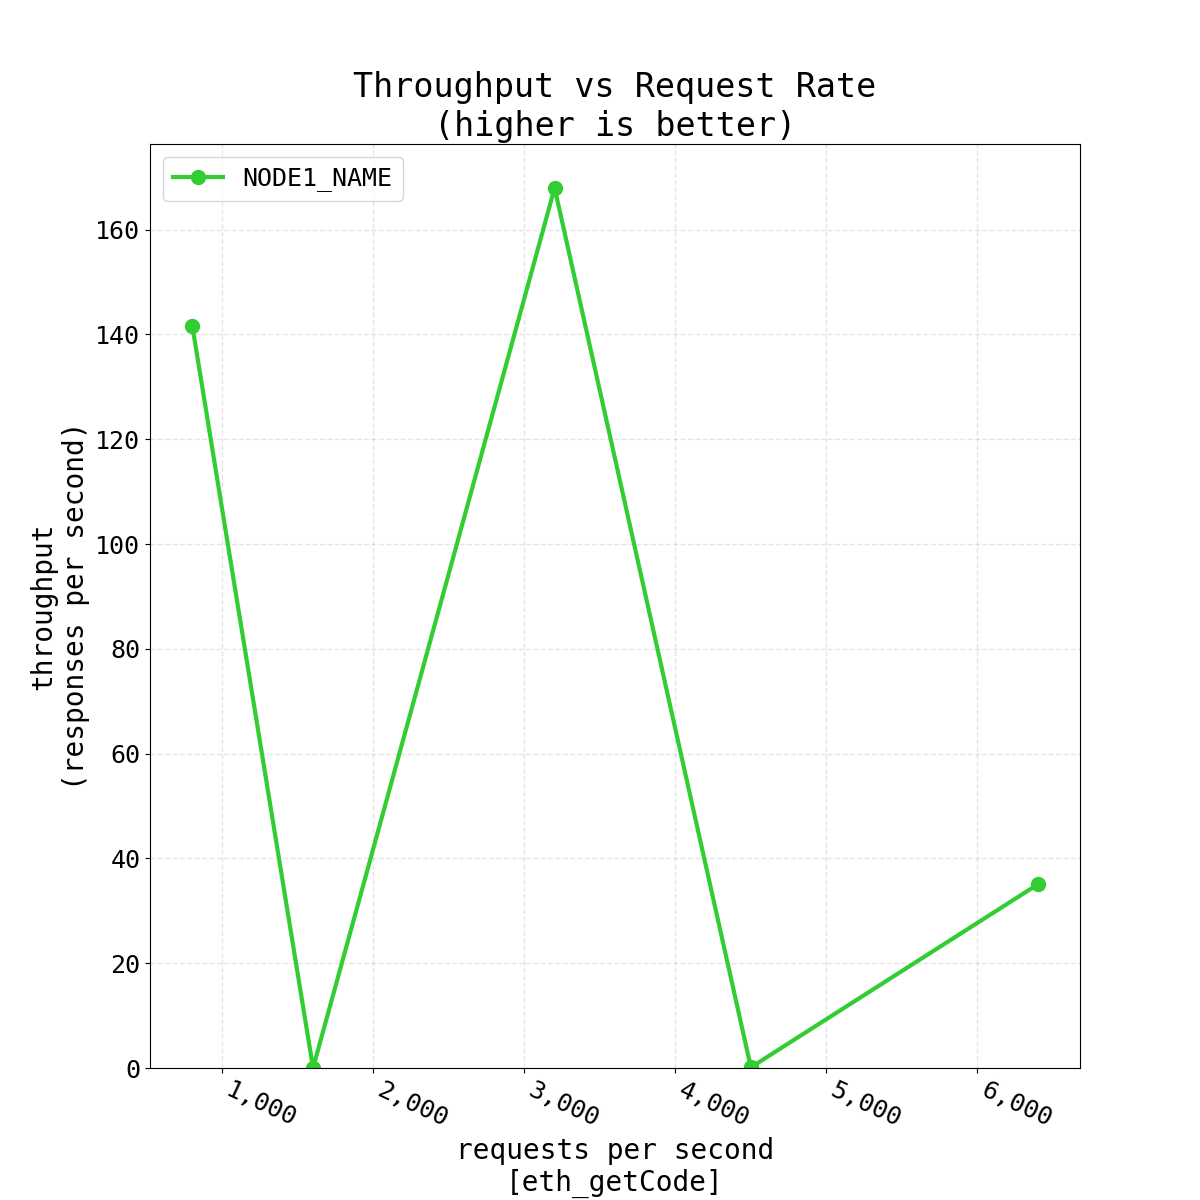 Throughput vs Request Rate
(higher is better)
NODE1_NAME
160
140
120
100
80
60
40
20
0
throughput
(responses per second)
1,000
2,000
3,000
4,000
5,000
6,000
requests per second
[eth_getCode]